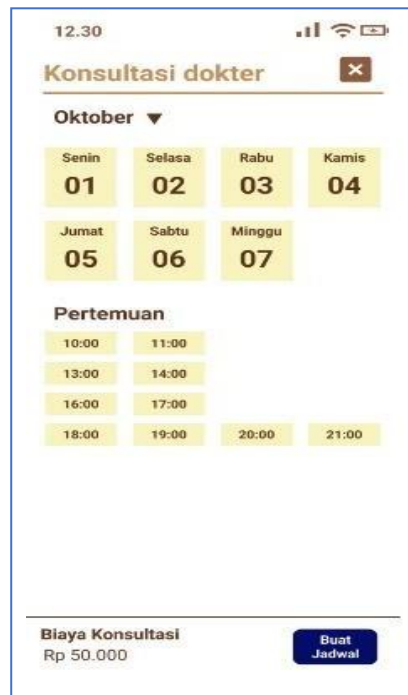 12.30
Konsultasi dokter
Oktober
Senin Selasa Rabu Kamis
01 02 03 04
Jumat Sabtu Minggu
05 06 07
Pertemuan
10:00 11:00
13:00 14:00
16:00 17:00
18:00 19:00 20:00 21:00
Biaya Konsultasi
Rp 50.000
Buat
Jadwal